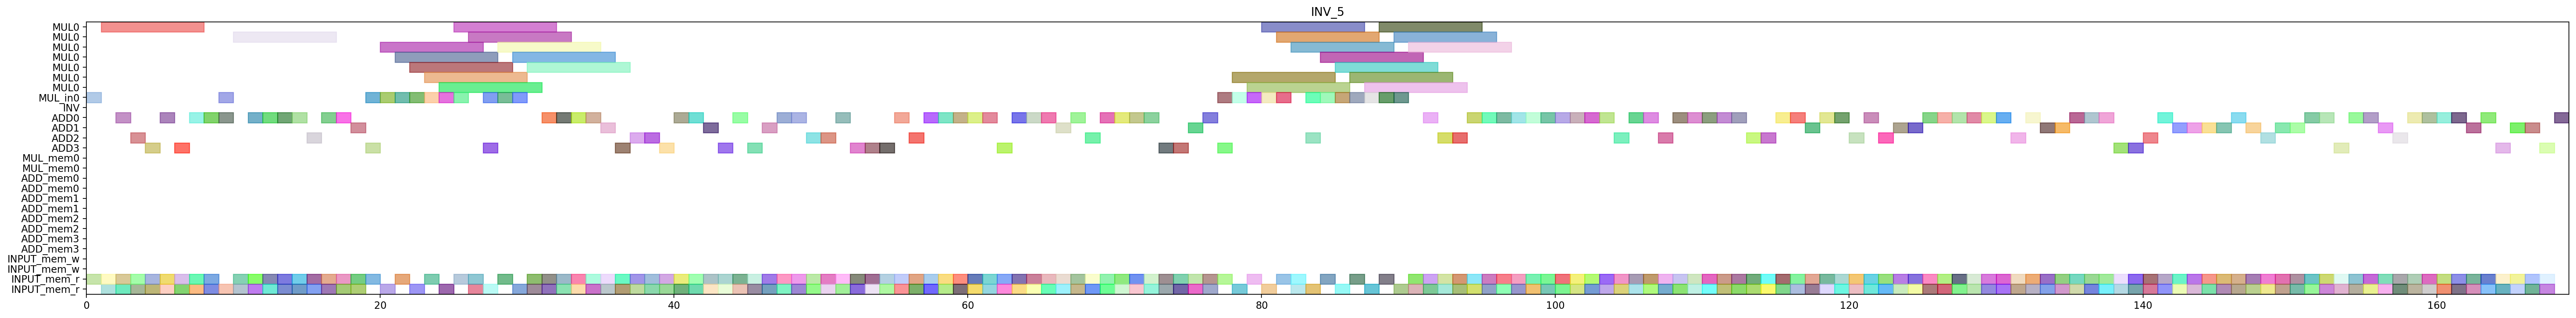 INV_5
MUL0
MUL0
MUL0
MUL0
MUL0
MUL0
MUL0
MUL_in0
INV
ADD0
ADD1
ADD2
ADD3
MUL_mem0
MUL_mem0
ADD_mem0
ADD_mem0
ADD_mem1
ADD_mem1
ADD_mem2
ADD_mem2
ADD_mem3
ADD_mem3
INPUT_mem_w
INPUT_mem_w
INPUT_mem_r
INPUT_mem_r
0 20 40 60 80 100 120 140 160